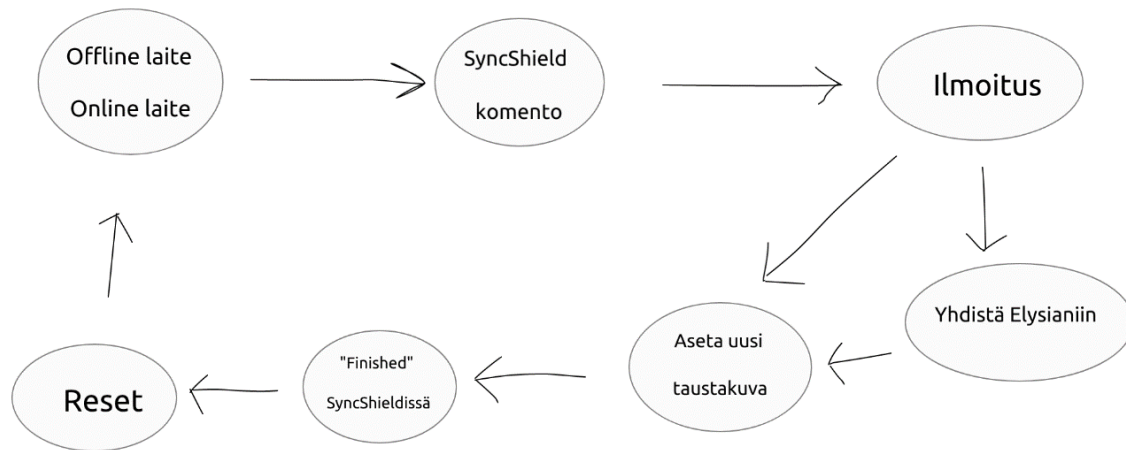 Offline laite
Online laite
SyncShield
komento
Ilmoitus
Yhdistä Elysianiin
Aseta uusi
taustakuva
"Finished"
SyncShieldissä
Reset